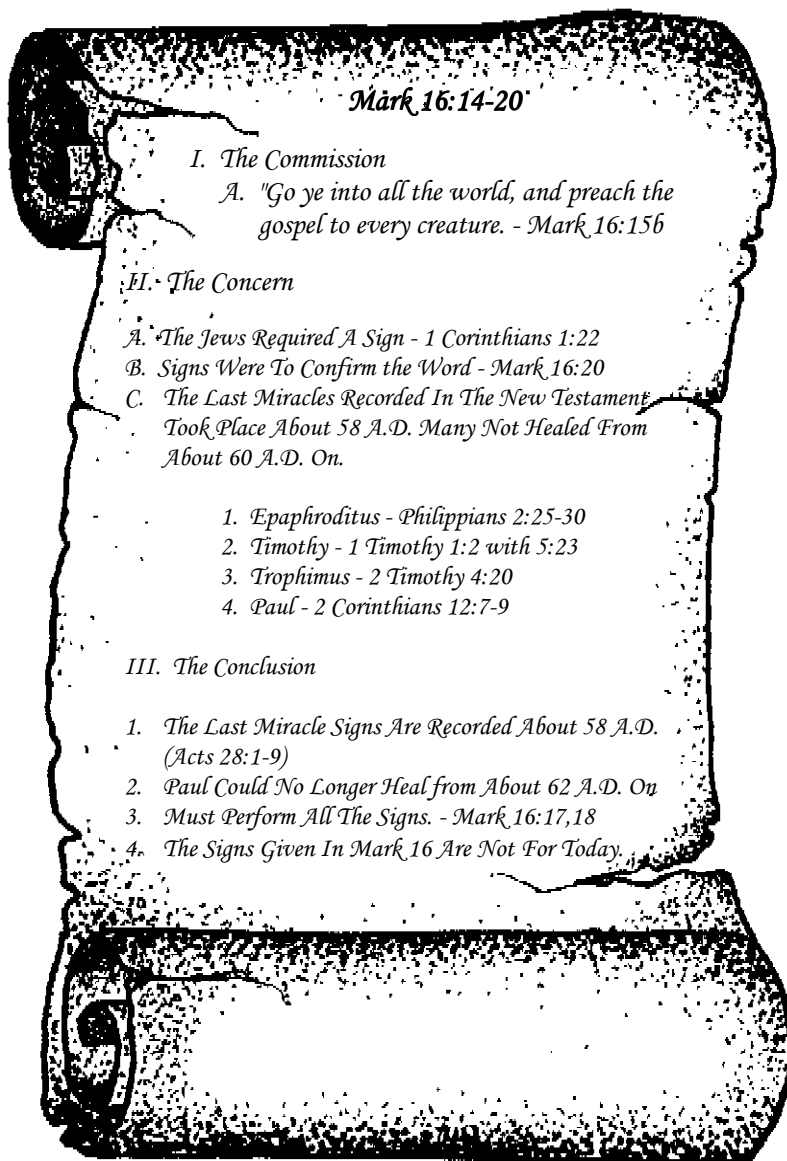 Mark 16:14-20
I. The Commission
A. "Go ye into all the world, and preach the
gospel to every creature. - Mark 16:15b
II. The Concern
A. The Jews Required A Sign - 1 Corinthians 1:22
B. Signs Were To Confirm the Word - Mark 16:20
C. The Last Miracles Recorded In The New Testament
Took Place About 58 A.D. Many Not Healed From
About 60 A.D. On.
1. Epaphroditus - Philippians 2:25-30
2. Timothy - 1 Timothy 1:2 with 5:23
3. Trophimus - 2 Timothy 4:20
4. Paul - 2 Corinthians 12:7-9
III. The Conclusion
1. The Last Miracle Signs Are Recorded About 58 A.D.
(Acts 28:1-9)
2. Paul Could No Longer Heal from About 62 A.D. On
3. Must Perform All The Signs. - Mark 16:17,18
4. The Signs Given In Mark 16 Are Not For Today.